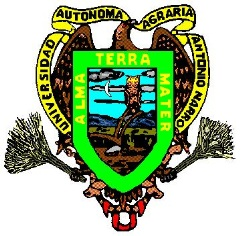 UNIVERSIDAD AUTONOMA AGRARIA ANTONIO NARRO
ALMA TERRA MATER